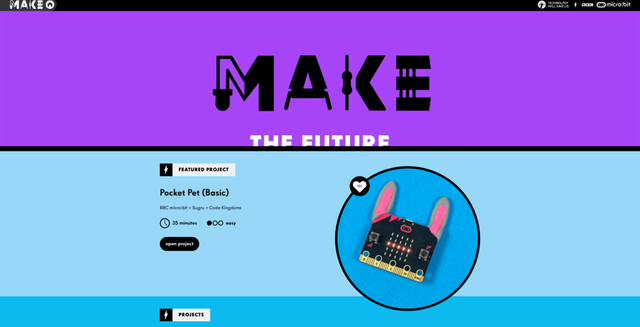 MAKE
TECHNOLOGY
WILL SAVE US
BBC
micro:bit
MAKE
THE FUTURE
FEATURED PROJECT
Pocket Pet (Basic)
BBC micro:bit + Sugru + Code Kingdoms
35 minutes easy
open project
PROJECTS